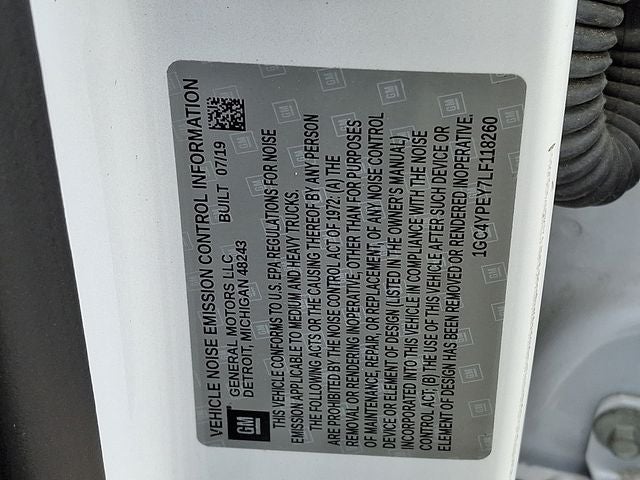 VEHICLE NOISE EMISSION CONTROL INFORMATION
GM
GENERAL MOTORS LLC
DETROIT, MICHIGAN 48243
BUILT 07/19
THIS VEHICLE CONFORMS TO U.S. EPA REGULATIONS FOR NOISE
EMISSION APPLICABLE TO MEDIUM AND HEAVY TRUCKS.
THE FOLLOWING ACTS OR THE CAUSING THEREOF BY ANY PERSON
ARE PROHIBITED BY THE NOISE CONTROL ACT OF 1972: (A) THE
REMOVAL OR RENDERING INOPERATIVE, OTHER THAN FOR PURPOSES
OF MAINTENANCE, REPAIR, OR REPLACEMENT, OF ANY NOISE CONTROL
DEVICE OR ELEMENT OF DESIGN (LISTED IN THE OWNER'S MANUAL)
INCORPORATED INTO THIS VEHICLE IN COMPLIANCE WITH THE NOISE
CONTROL ACT, (B) THE USE OF THIS VEHICLE AFTER SUCH DEVICE OR
ELEMENT OF DESIGN HAS BEEN REMOVED OR RENDERED INOPERATIVE.
1GC4YPEY7LF118260